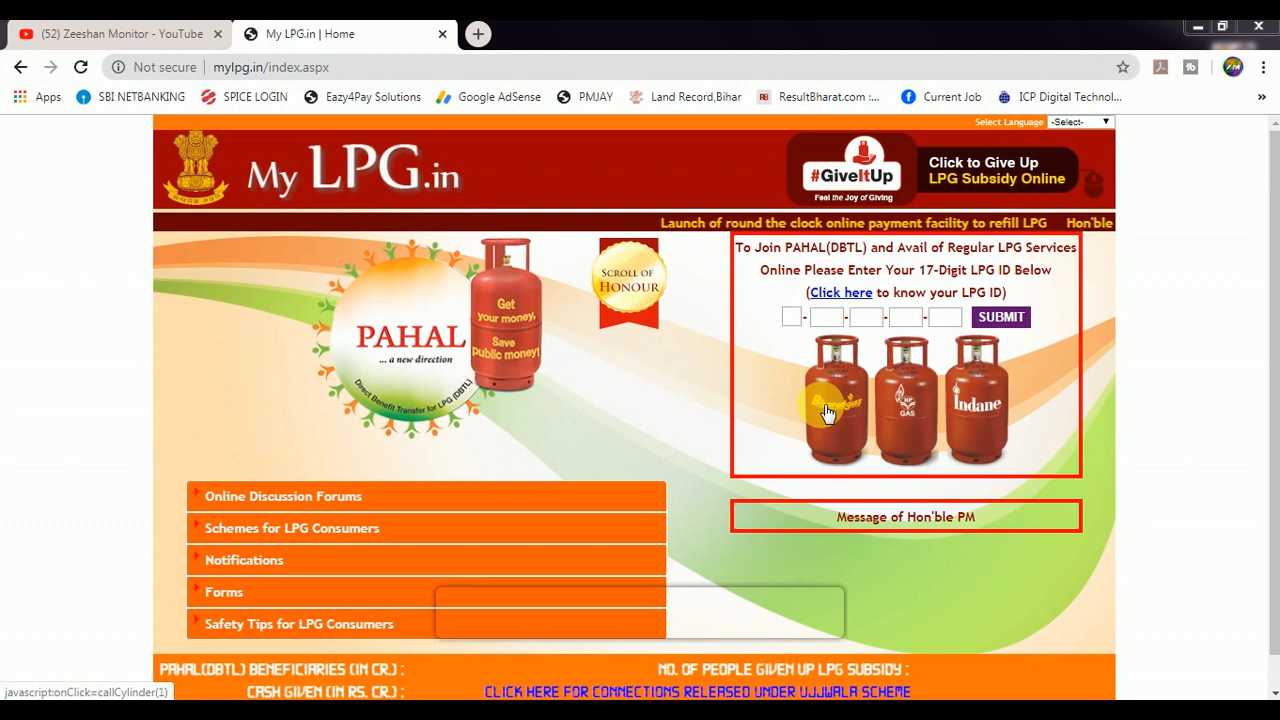 (52) Zeeshan Monitor - YouTube
My LPG.in | Home
Not secure
mylpg.in/index.aspx
Apps
SBI NETBANKING
SPICE LOGIN
Eazy4Pay Solutions
Google AdSense
PMJAY
Land Record,Bihar
ResultBharat.com :...
Current Job
ICP Digital Technol...
Select Language
-Select-
My LPG.in
#GiveItUp
Feel the Joy of Giving
Click to Give Up
LPG Subsidy Online
Launch of round the clock online payment facility to refill LPG Hon'ble
PAHAL
... a new direction
Direct Benefit Transfer for LPG (DBTL)
Get
your money,
Save
public money!
SCROLL OF
HONOUR
To Join PAHAL(DBTL) and Avail of Regular LPG Services
Online Please Enter Your 17-Digit LPG ID Below
(Click here to know your LPG ID)
- - - - SUBMIT
Bharatgas
HP
GAS
Indane
Message of Hon'ble PM
Online Discussion Forums
Schemes for LPG Consumers
Notifications
Forms
Safety Tips for LPG Consumers
PAHAL(DBTL) BENEFICIARIES (IN CR.) :
NO. OF PEOPLE GIVEN UP LPG SUBSIDY :
CASH GIVEN (IN RS. CR.) :
CLICK HERE FOR CONNECTIONS RELEASED UNDER UJJWALA SCHEME
javascript:onClick=callCylinder(1)